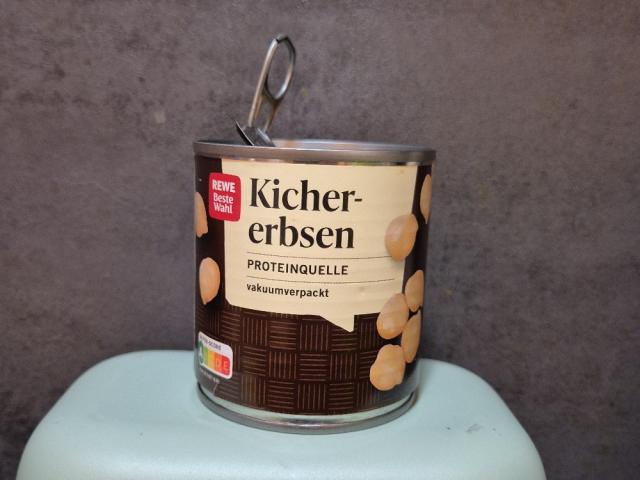 REWE
Beste
Wahl
Kicher-
erbsen
PROTEINQUELLE
vakuumverpackt